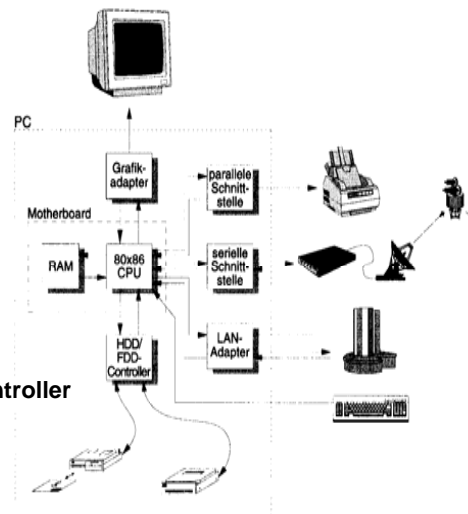 PC
Grafik-
adapter
parallele
Schnitt-
stelle
Motherboard
RAM
80x86
CPU
serielle
Schnitt-
stelle
HDD/
FDD-
Controller
LAN-
Adapter
ntroller